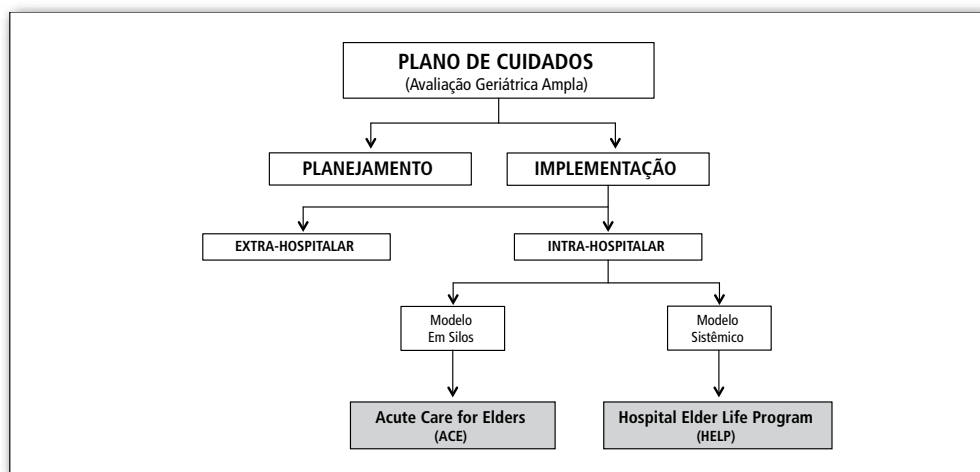 PLANO DE CUIDADOS
(Avaliação Geriátrica Ampla)
PLANEJAMENTO
IMPLEMENTAÇÃO
EXTRA-HOSPITALAR
INTRA-HOSPITALAR
Modelo
Em Silos
Modelo
Sistêmico
Acute Care for Elders
(ACE)
Hospital Elder Life Program
(HELP)